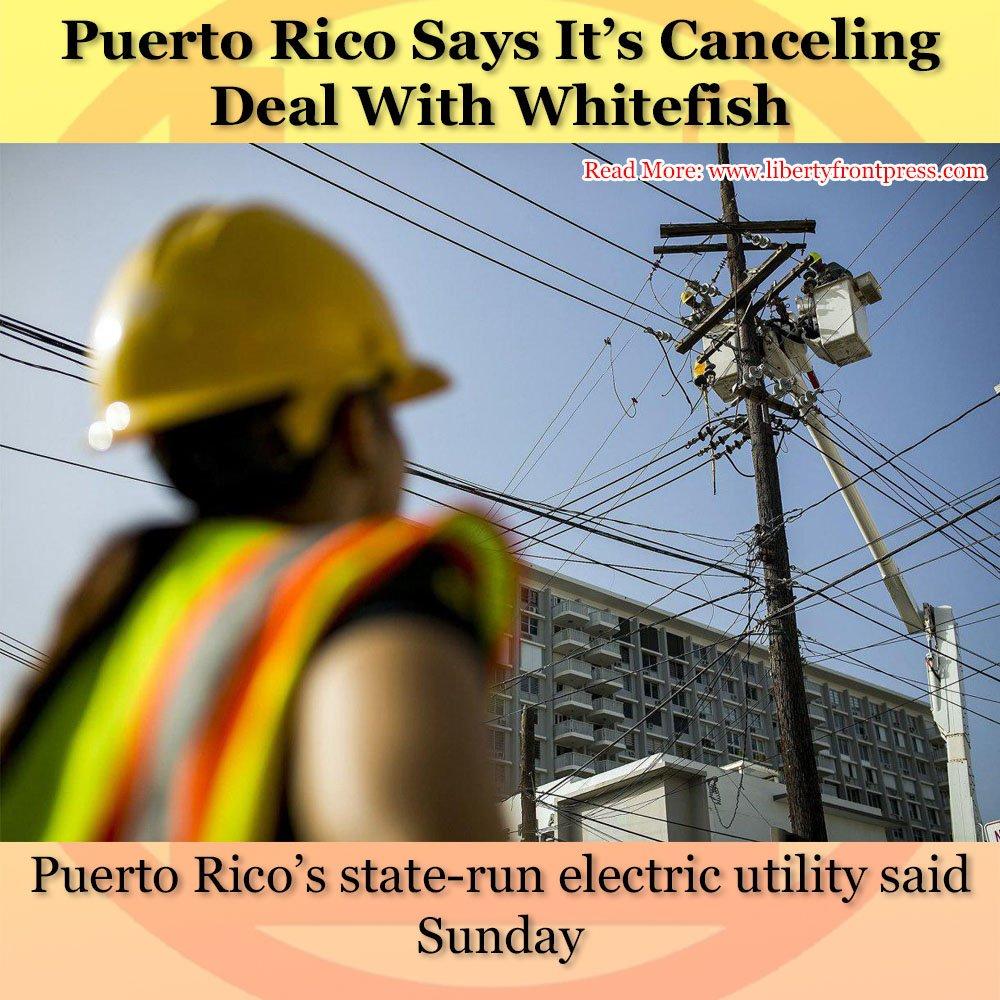 Puerto Rico Says It’s Canceling
Deal With Whitefish
Read More: www.libertyfrontpress.com
Puerto Rico’s state-run electric utility said
Sunday